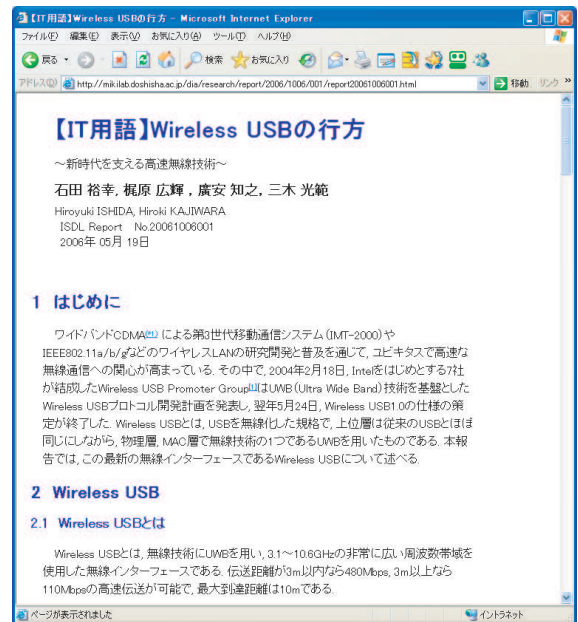 【IT用語】Wireless USBの行方 - Microsoft Internet Explorer
ファイル(F) 編集(E) 表示(V) お気に入り(A) ツール(T) ヘルプ(H)
戻る 検索 お気に入り
アドレス(D) http://mikilab.doshisha.ac.jp/dia/research/report/2006/1006/001/report20061006001.html 移動 リンク »
【IT用語】Wireless USBの行方
～新時代を支える高速無線技術～
石田 裕幸, 梶原 広輝 , 廣安 知之, 三木 光範
Hiroyuki ISHIDA, Hiroki KAJIWARA
ISDL Report No.20061006001
2006年 05月 19日
1 はじめに
ワイドバンドCDMA による第3世代移動通信システム (IMT-2000) や
IEEE802.11a/b/gなどのワイヤレスLANの研究開発と普及を通じて, ユビキタスで高速な
無線通信への関心が高まっている. その中で, 2004年2月18日, Intelをはじめとする7社
が結成したWireless USB Promoter Group[1]はUWB (Ultra Wide Band) 技術を基盤とした
Wireless USBプロトコル開発計画を発表し, 翌年5月24日, Wireless USB1.0の仕様の策
定が終了した. Wireless USBとは, USBを無線化した規格で, 上位層は従来のUSBとほぼ
同じにしながら, 物理層, MAC層で無線技術の1つであるUWBを用いたものである. 本報
告では, この最新の無線インターフェースであるWireless USBについて述べる.
2 Wireless USB
2.1 Wireless USBとは
Wireless USBとは, 無線技術にUWBを用い, 3.1～10.6GHzの非常に広い周波数帯域を
使用した無線インターフェースである. 伝送距離が3m以内なら480Mbps, 3m以上なら
110Mbpsの高速伝送が可能で, 最大到達距離は10mである.
ページが表示されました イントラネット